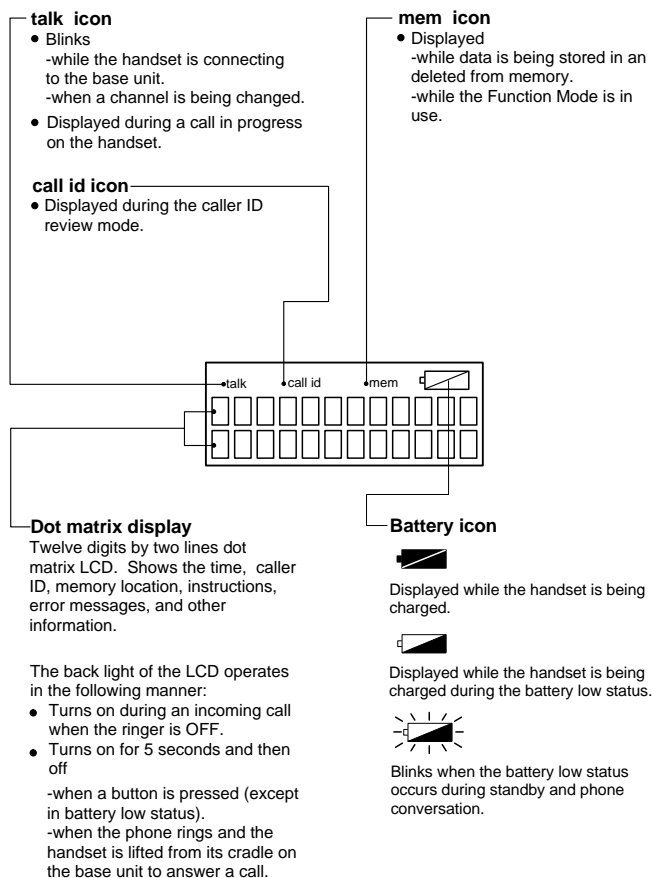 talk  icon
● Blinks
-while the handset is connecting
to the base unit.
-when a channel is being changed.
● Displayed during a call in progress
on the handset.
call id icon
● Displayed during the caller ID
review mode.
mem  icon
● Displayed
-while data is being stored in an
deleted from memory.
-while the Function Mode is in
use.
talk call id mem
Dot matrix display
Twelve digits by two lines dot
matrix LCD.  Shows the time,  caller
ID, memory location, instructions,
error messages, and other
information.
The back light of the LCD operates
in the following manner:
● Turns on during an incoming call
when the ringer is OFF.
● Turns on for 5 seconds and then
off
-when a button is pressed (except
in battery low status).
-when the phone rings and the
handset is lifted from its cradle on
the base unit to answer a call.
Battery icon
Displayed while the handset is being
charged.
Displayed while the handset is being
charged during the battery low status.
Blinks when the battery low status
occurs during standby and phone
conversation.